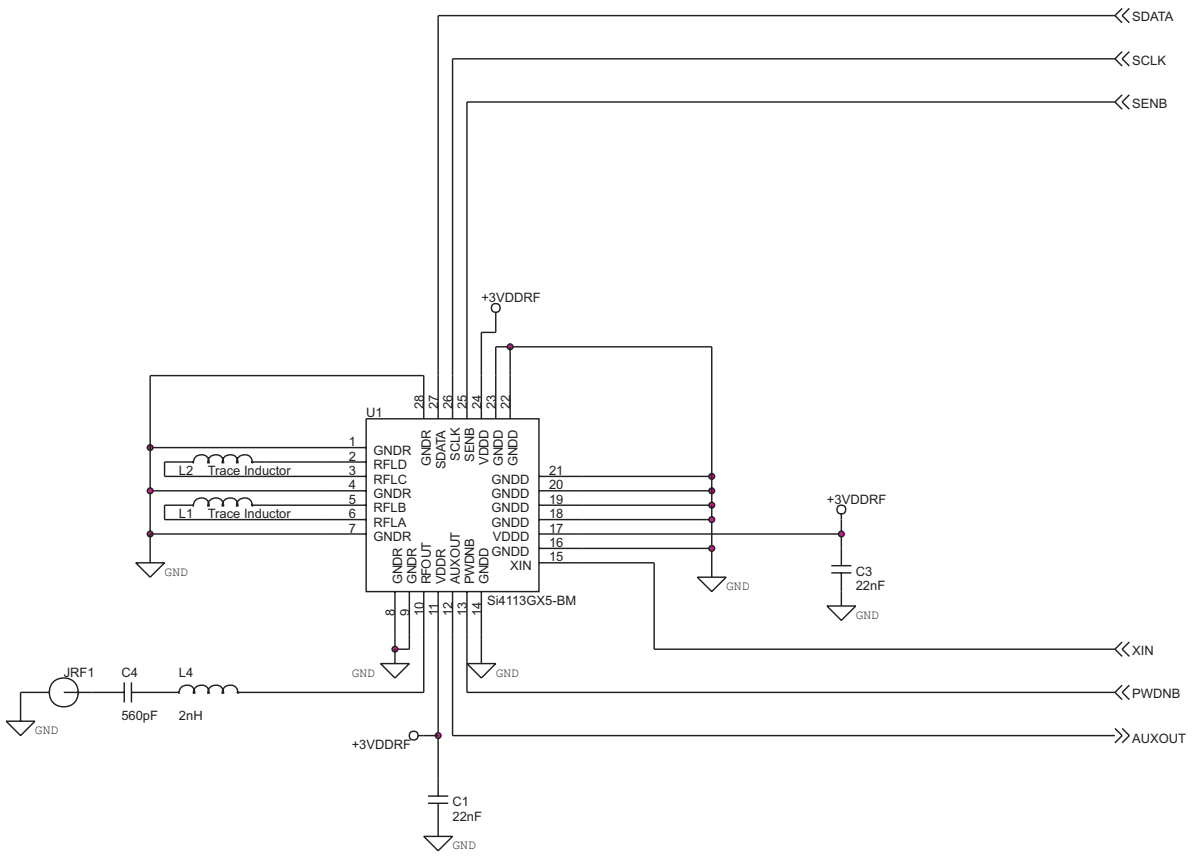 SDATA
SCLK
SENB
+3VDDRF
U1
28
27
26
25
24
23
22
GNDR
SDATA
SCLK
SENB
VDDD
GNDD
GNDD
1
GNDR
2
RFLD
L2 Trace Inductor
3
RFLC
4
GNDR
5
RFLB
L1 Trace Inductor
6
RFLA
7
GNDR
GND
21
GNDD
20
GNDD
19
GNDD
18
GNDD
17
VDDD
16
GNDD
15
XIN
+3VDDRF
GND
C3
22nF
GND
GNDR
GNDR
RFOUT
VDDR
AUXOUT
PWDNB
GNDD
Si4113GX5-BM
8
9
10
11
12
13
14
GND
GND
XIN
JRF1
C4
L4
PWDNB
560pF
2nH
GND
+3VDDRF
AUXOUT
C1
22nF
GND